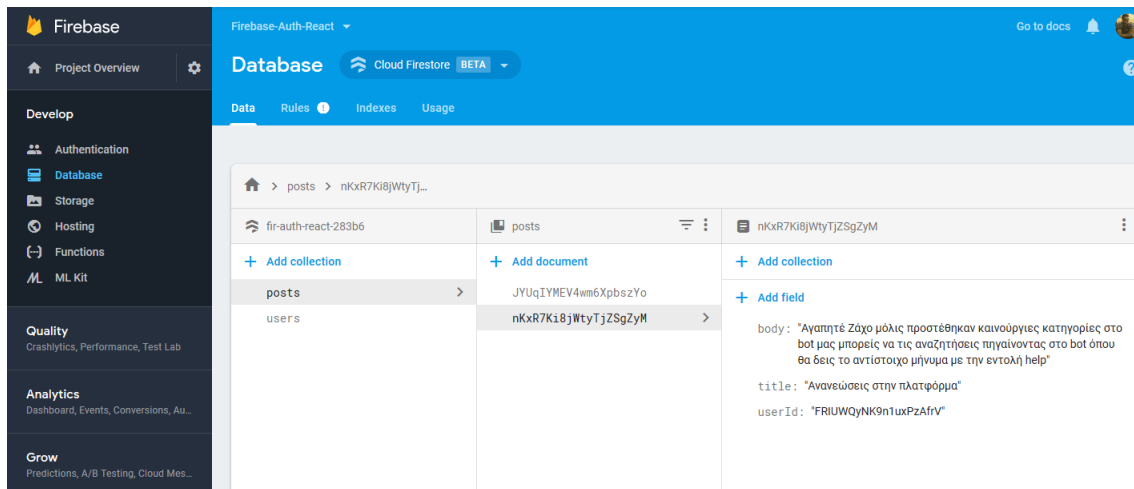 Firebase
Project Overview
Develop
Authentication
Database
Storage
Hosting
Functions
ML Kit
Quality
Crashlytics, Performance, Test Lab
Analytics
Dashboard, Events, Conversions, Au...
Grow
Predictions, A/B Testing, Cloud Mes...
Firebase-Auth-React
Go to docs
Database Cloud Firestore BETA
?
Data Rules ! Indexes Usage
posts > nKxR7Ki8jWtyTj...
fir-auth-react-283b6
+ Add collection
posts >
users
posts
+ Add document
JYUqIYMEV4wm6XpbszYo
nKxR7Ki8jWtyTjZSgZyM >
nKxR7Ki8jWtyTjZSgZyM
+ Add collection
+ Add field
body: "Αγαπητέ Ζάχο μόλις προστέθηκαν καινούργιες κατηγορίες στο
bot μας μπορείς να τις αναζητήσεις πηγαίνοντας στο bot όπου
θα δεις το αντίστοιχο μήνυμα με την εντολή help"
title: "Ανανεώσεις στην πλατφόρμα"
userId: "FRIUWQyNK9n1uxPzAfrV"